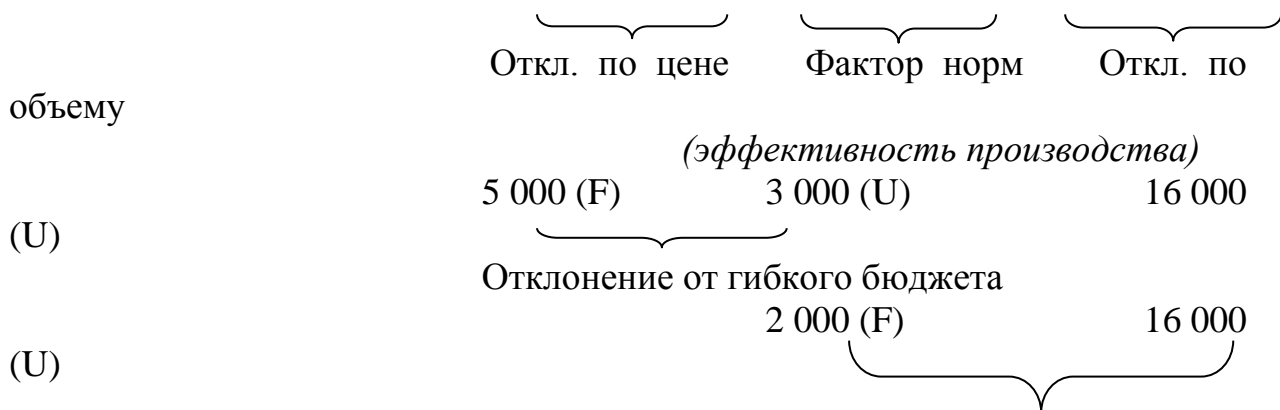 Откл. по цене Фактор норм Откл. по
объему
(эффективность производства)
5 000 (F) 3 000 (U) 16 000
(U)
Отклонение от гибкого бюджета
2 000 (F) 16 000
(U)